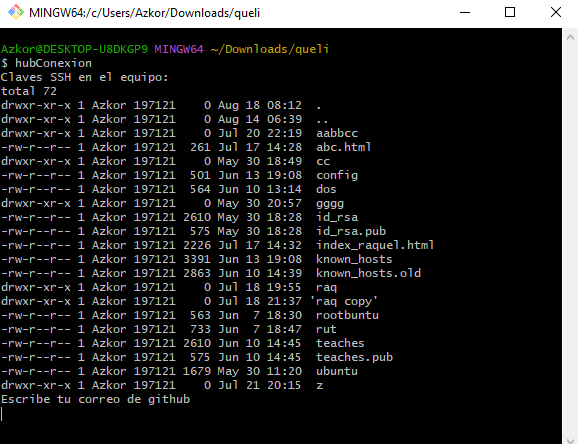 MINGW64:/c/Users/Azkor/Downloads/queli
Azkor@DESKTOP-U8DKGP9 MINGW64 ~/Downloads/queli
$ hubConexion
Claves SSH en el equipo:
total 72
drwxr-xr-x 1 Azkor 197121    0 Aug 18 08:12  .
drwxr-xr-x 1 Azkor 197121    0 Aug 14 06:39  ..
drwxr-xr-x 1 Azkor 197121    0 Jul 20 22:19  aabbcc
-rw-r--r-- 1 Azkor 197121  261 Jul 17 14:28  abc.html
drwxr-xr-x 1 Azkor 197121    0 May 30 18:49  cc
-rw-r--r-- 1 Azkor 197121  501 Jun 13 19:08  config
-rw-r--r-- 1 Azkor 197121  564 Jun 10 13:14  dos
drwxr-xr-x 1 Azkor 197121    0 May 30 20:57  gggg
-rw-r--r-- 1 Azkor 197121 2610 May 30 18:28  id_rsa
-rw-r--r-- 1 Azkor 197121  575 May 30 18:28  id_rsa.pub
-rw-r--r-- 1 Azkor 197121 2226 Jul 17 14:32  index_raquel.html
-rw-r--r-- 1 Azkor 197121 3391 Jun 13 19:08  known_hosts
-rw-r--r-- 1 Azkor 197121 2863 Jun 10 14:39  known_hosts.old
drwxr-xr-x 1 Azkor 197121    0 Jul 18 19:55  raq
drwxr-xr-x 1 Azkor 197121    0 Jul 18 21:37 'raq copy'
-rw-r--r-- 1 Azkor 197121  563 Jun  7 18:30  rootbuntu
-rw-r--r-- 1 Azkor 197121  733 Jun  7 18:47  rut
-rw-r--r-- 1 Azkor 197121 2610 Jun 10 14:45  teaches
-rw-r--r-- 1 Azkor 197121  575 Jun 10 14:45  teaches.pub
-rw-r--r-- 1 Azkor 197121 1679 May 30 11:20  ubuntu
drwxr-xr-x 1 Azkor 197121    0 Jul 21 20:15  z
Escribe tu correo de github